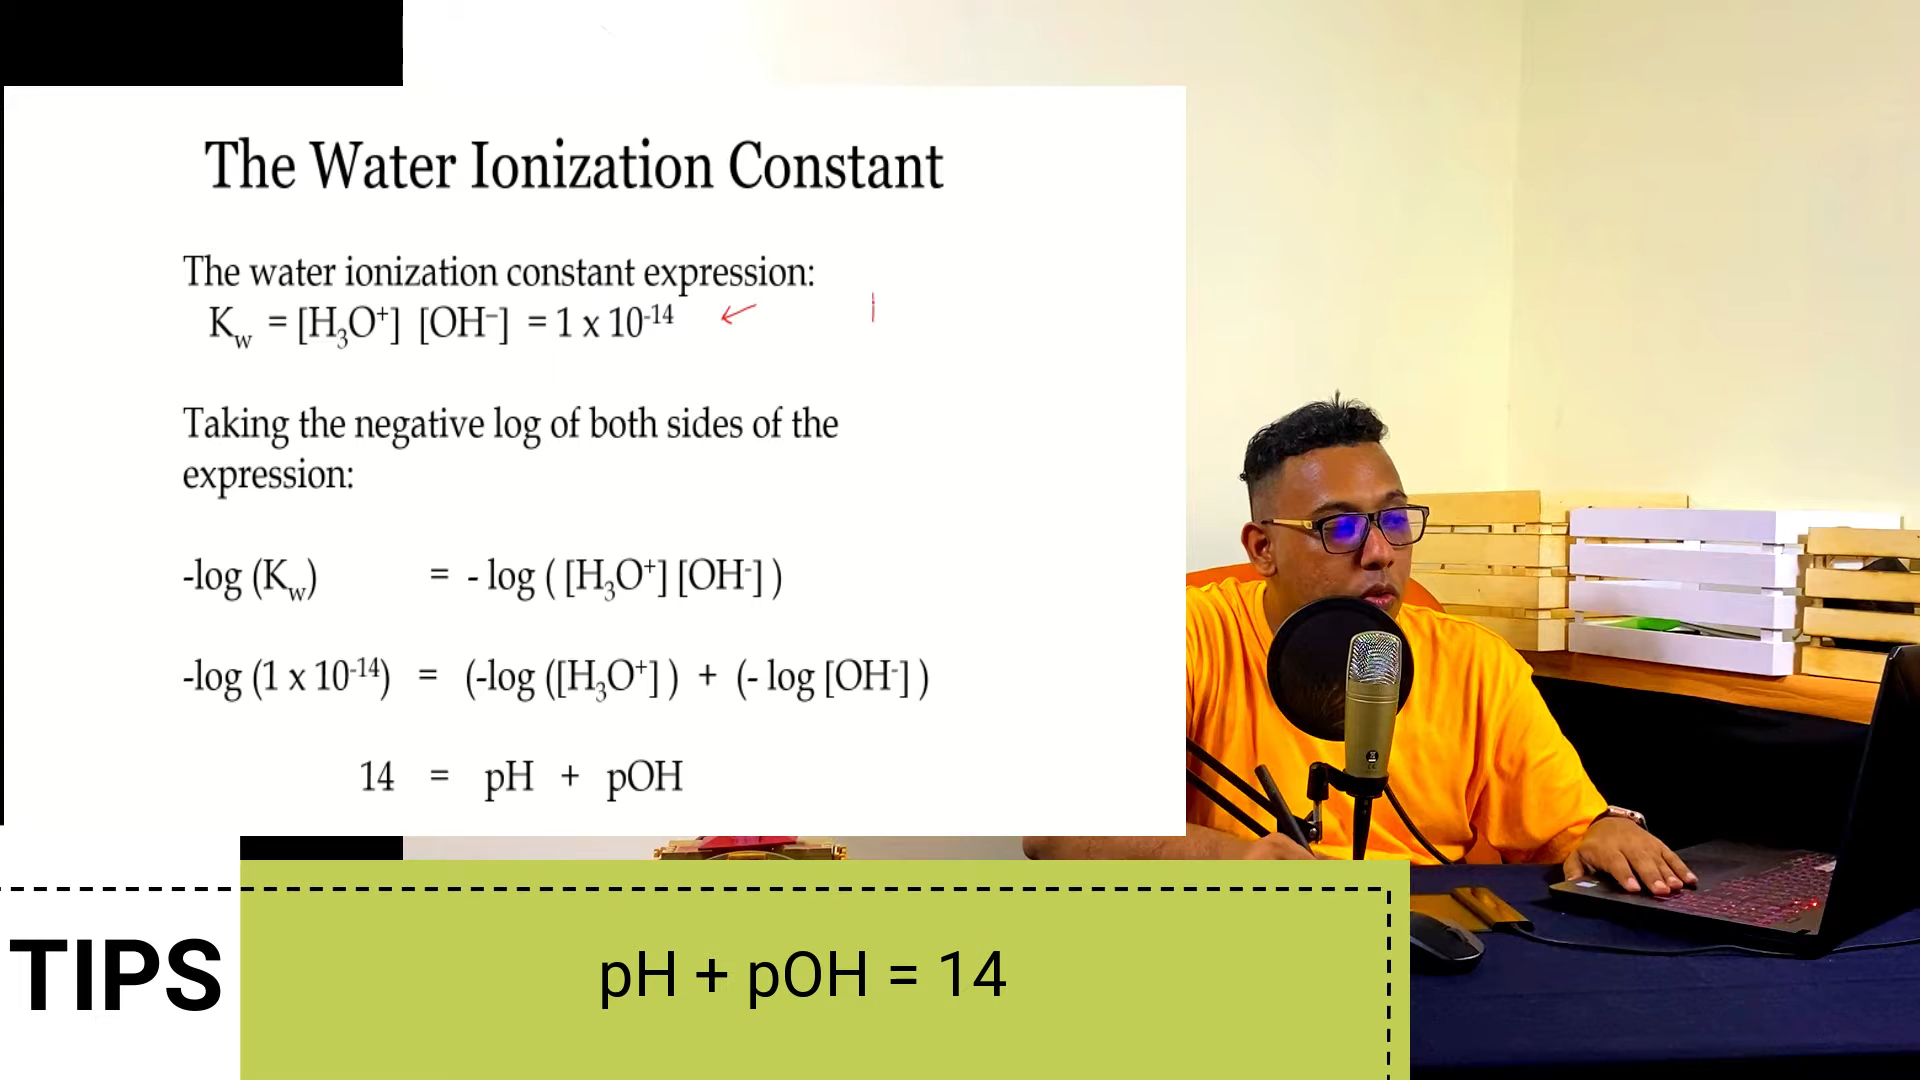 The Water Ionization Constant
The water ionization constant expression:
K_w = [H₃O⁺] [OH⁻] = 1 x 10⁻¹⁴
Taking the negative log of both sides of the
expression:
-log (K_w) = - log ( [H₃O⁺] [OH⁻] )
-log (1 x 10⁻¹⁴) = (-log ([H₃O⁺] ) + (- log [OH⁻] )
14 = pH + pOH
TIPS
pH + pOH = 14